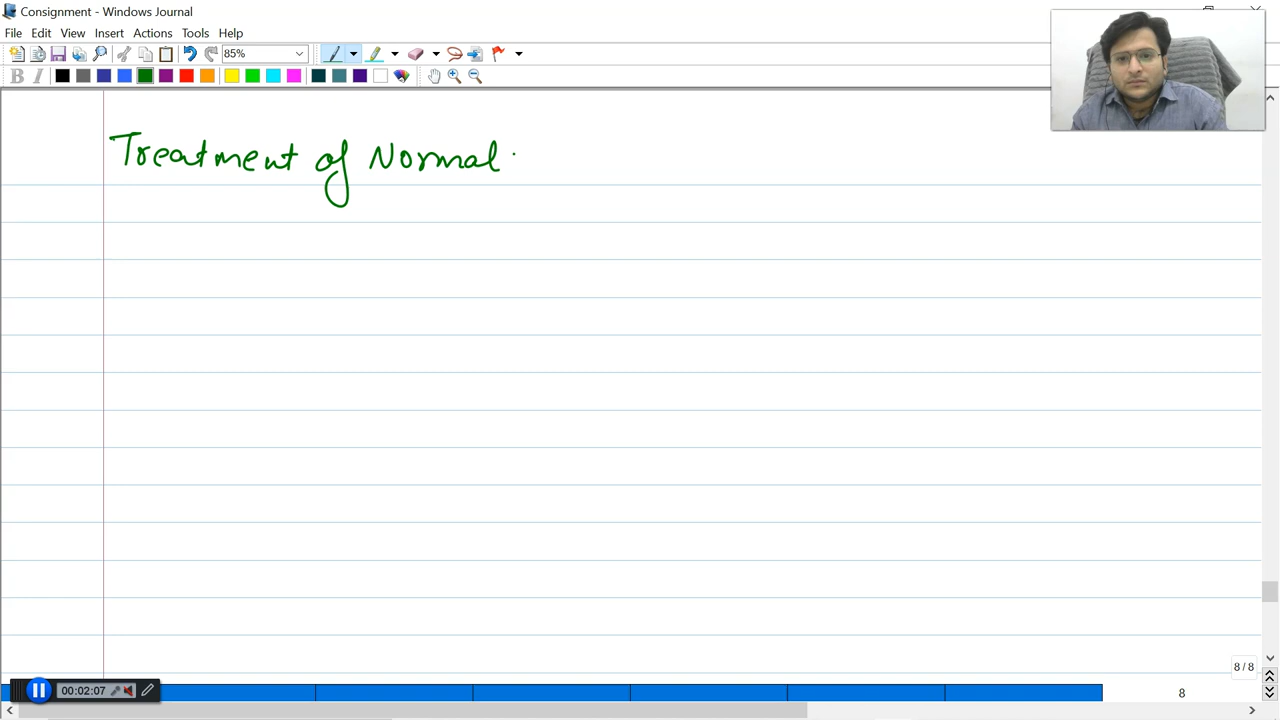 Consignment - Windows Journal
File Edit View Insert Actions Tools Help
85%
B I
Treatment of Normal
8 / 8
00:02:07
8